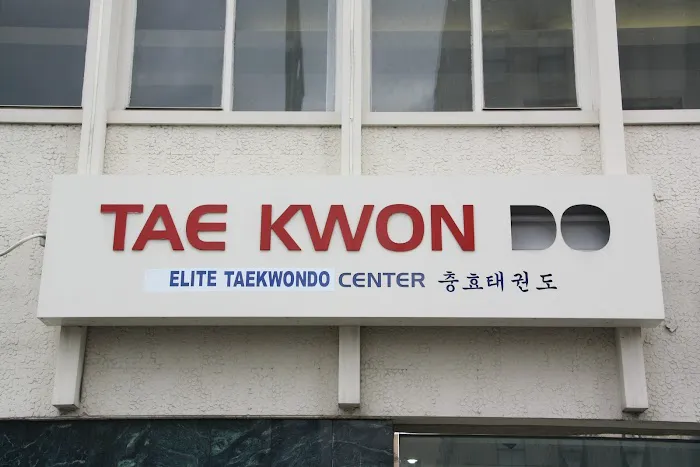 TAE KWON DO
ELITE TAEKWONDO CENTER 충효태권도